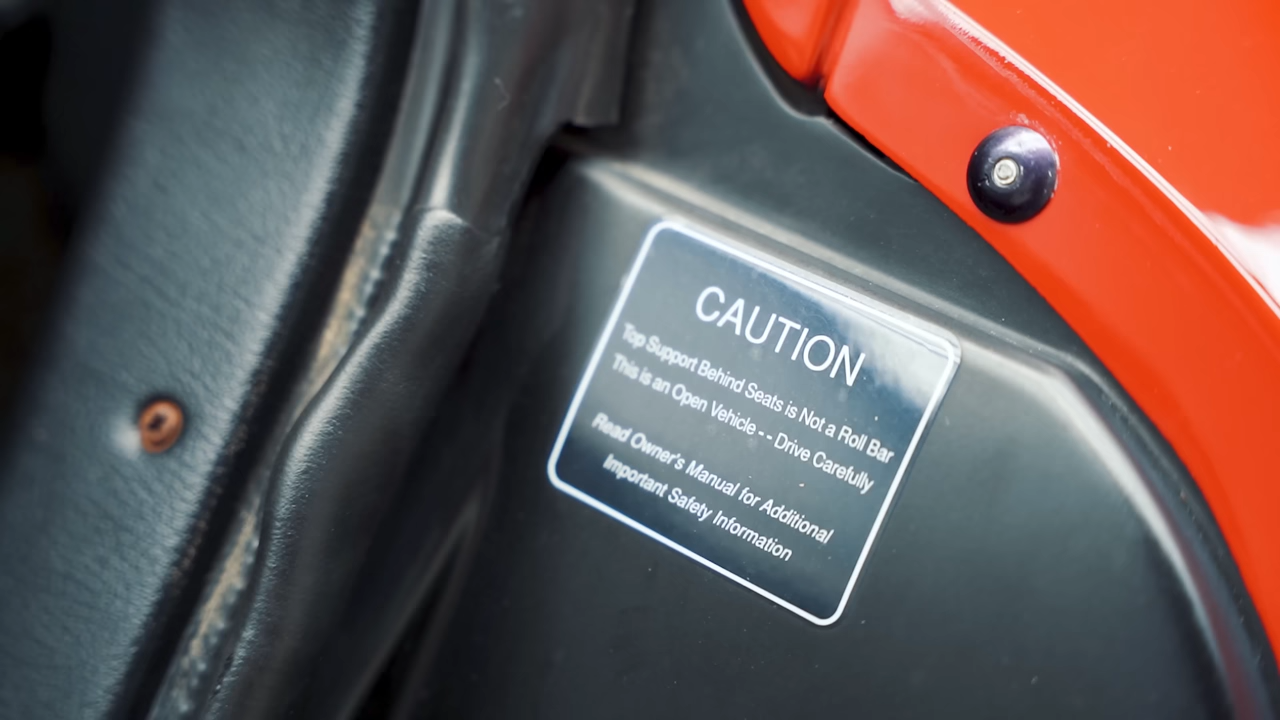 CAUTION
Top Support Behind Seats is Not a Roll Bar
This is an Open Vehicle -- Drive Carefully
Read Owner's Manual for Additional
Important Safety Information